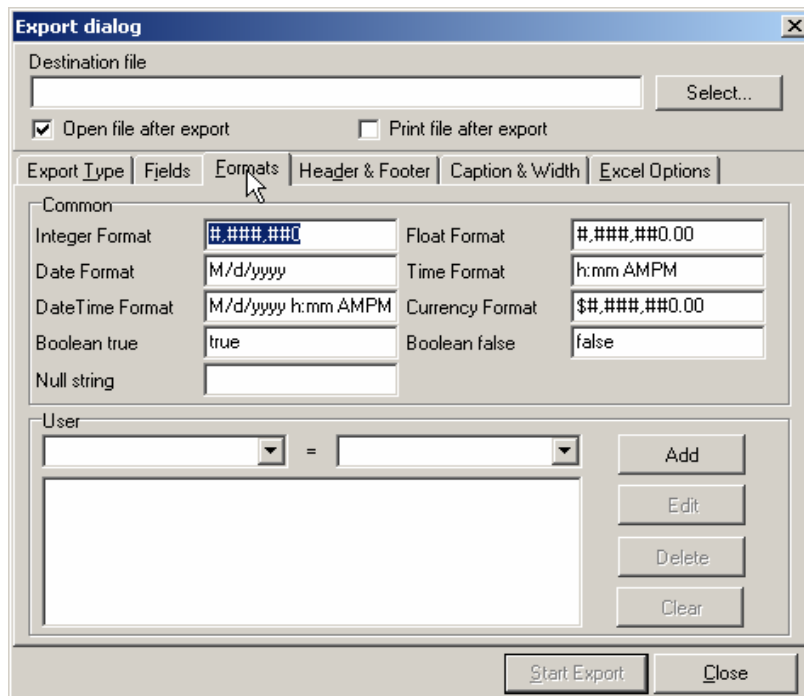 Export dialog
Destination file
Select...
Open file after export Print file after export
Export Type Fields Formats Header & Footer Caption & Width Excel Options
Common
Integer Format #,###,##0 Float Format #,###,##0.00
Date Format M/d/yyyy Time Format h:mm AMPM
DateTime Format M/d/yyyy h:mm AMPM Currency Format $#,###,##0.00
Boolean true true Boolean false false
Null string
User
= Add
Edit
Delete
Clear
Start Export Close